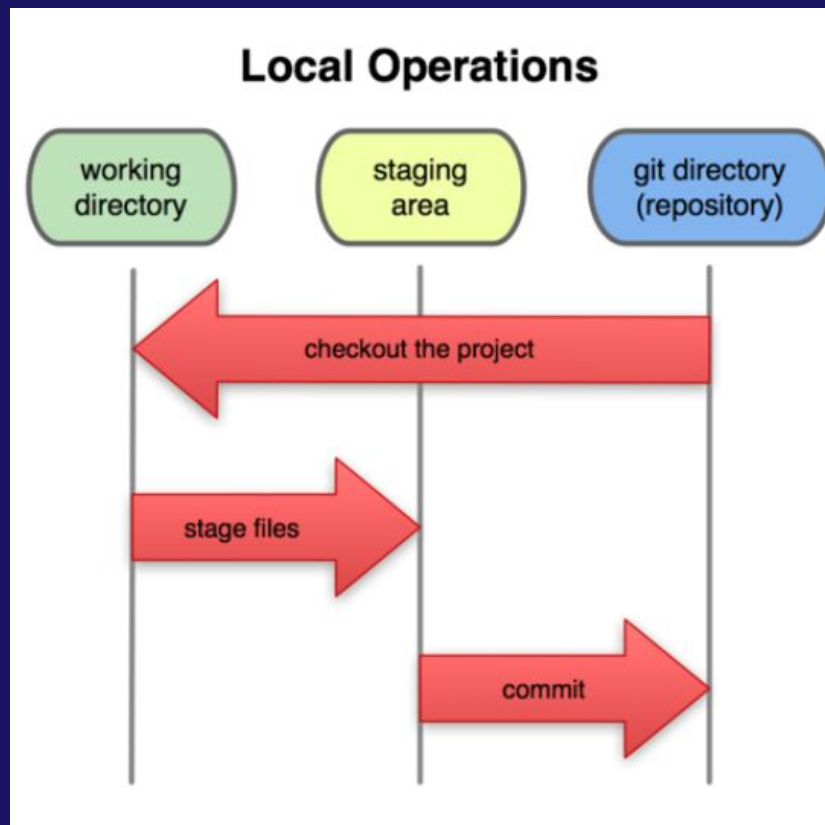 Local Operations
working
directory
staging
area
git directory
(repository)
checkout the project
stage files
commit